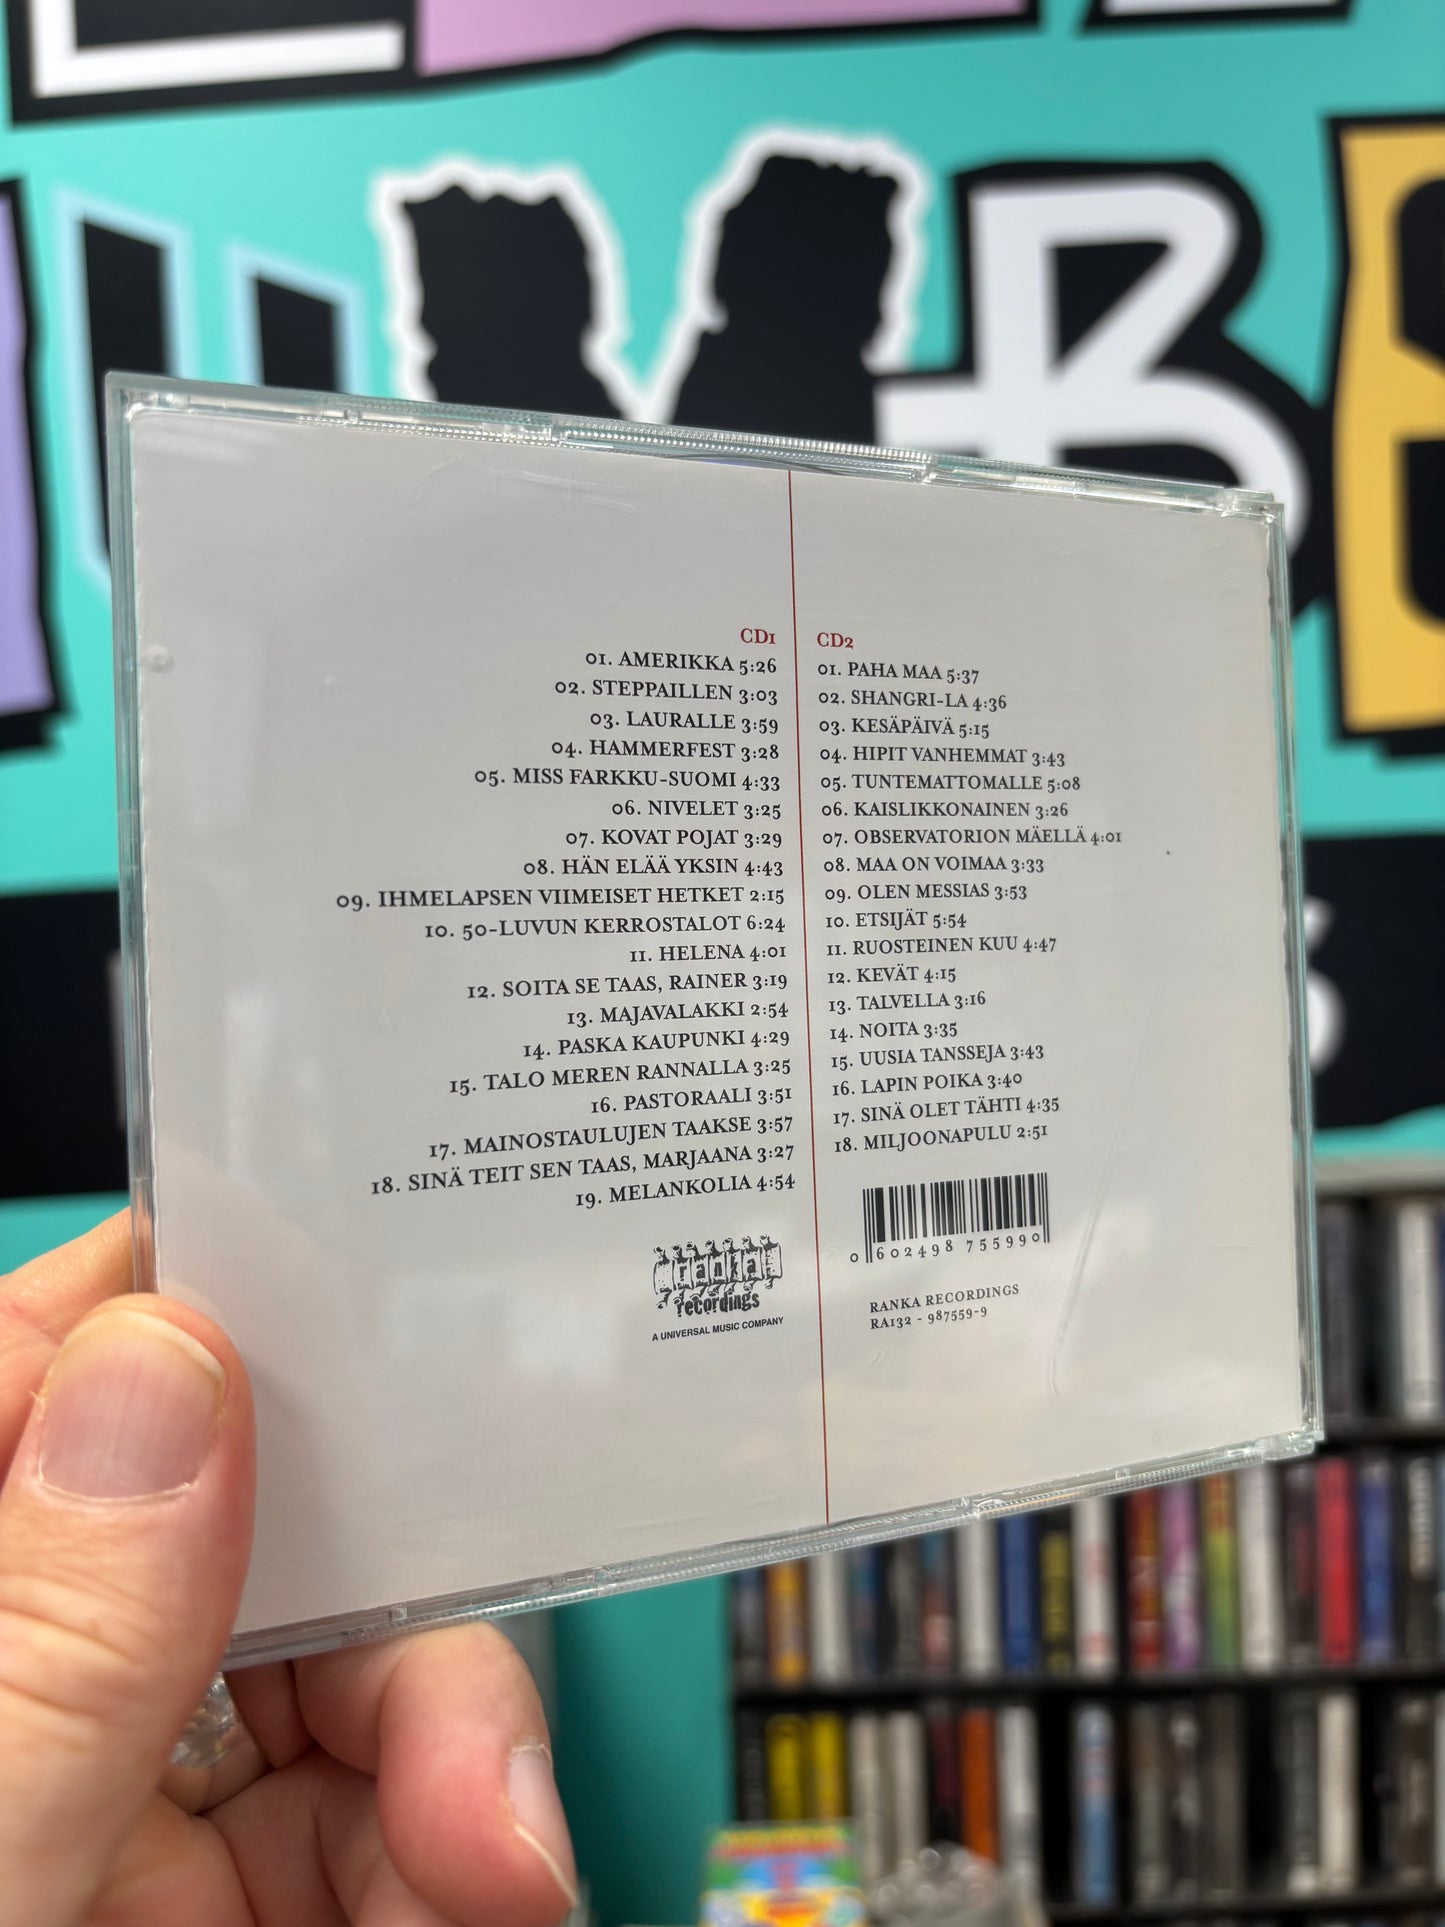 CD1
01. AMERIKKA 5:26
02. STEPPAILLEN 3:03
03. LAURALLE 3:59
04. HAMMERFEST 3:28
05. MISS FARKKU-SUOMI 4:33
06. NIVELET 3:25
07. KOVAT POJAT 3:29
08. HÄN ELÄÄ YKSIN 4:43
09. IHMELAPSEN VIIMEISET HETKET 2:15
10. 50-LUVUN KERROSTALOT 6:24
11. HELENA 4:01
12. SOITA SE TAAS, RAINER 3:19
13. MAJAVALAKKI 2:54
14. PASKA KAUPUNKI 4:29
15. TALO MEREN RANNALLA 3:25
16. PASTORAALI 3:51
17. MAINOSTAULUJEN TAAKSE 3:57
18. SINÄ TEIT SEN TAAS, MARJAANA 3:27
19. MELANKOLIA 4:54
ranka
recordings
A UNIVERSAL MUSIC COMPANY
CD2
01. PAHA MAA 5:37
02. SHANGRI-LA 4:36
03. KESÄPÄIVÄ 5:15
04. HIPIT VANHEMMAT 3:43
05. TUNTEMATTOMALLE 5:08
06. KAISLIKKONAINEN 3:26
07. OBSERVATORION MÄELLÄ 4:01
08. MAA ON VOIMAA 3:33
09. OLEN MESSIAS 3:53
10. ETSIJÄT 5:54
11. RUOSTEINEN KUU 4:47
12. KEVÄT 4:15
13. TALVELLA 3:16
14. NOITA 3:35
15. UUSIA TANSSEJA 3:43
16. LAPIN POIKA 3:40
17. SINÄ OLET TÄHTI 4:35
18. MILJOONAPULU 2:51
0 602498 755990
RANKA RECORDINGS
RA132 - 987559-9